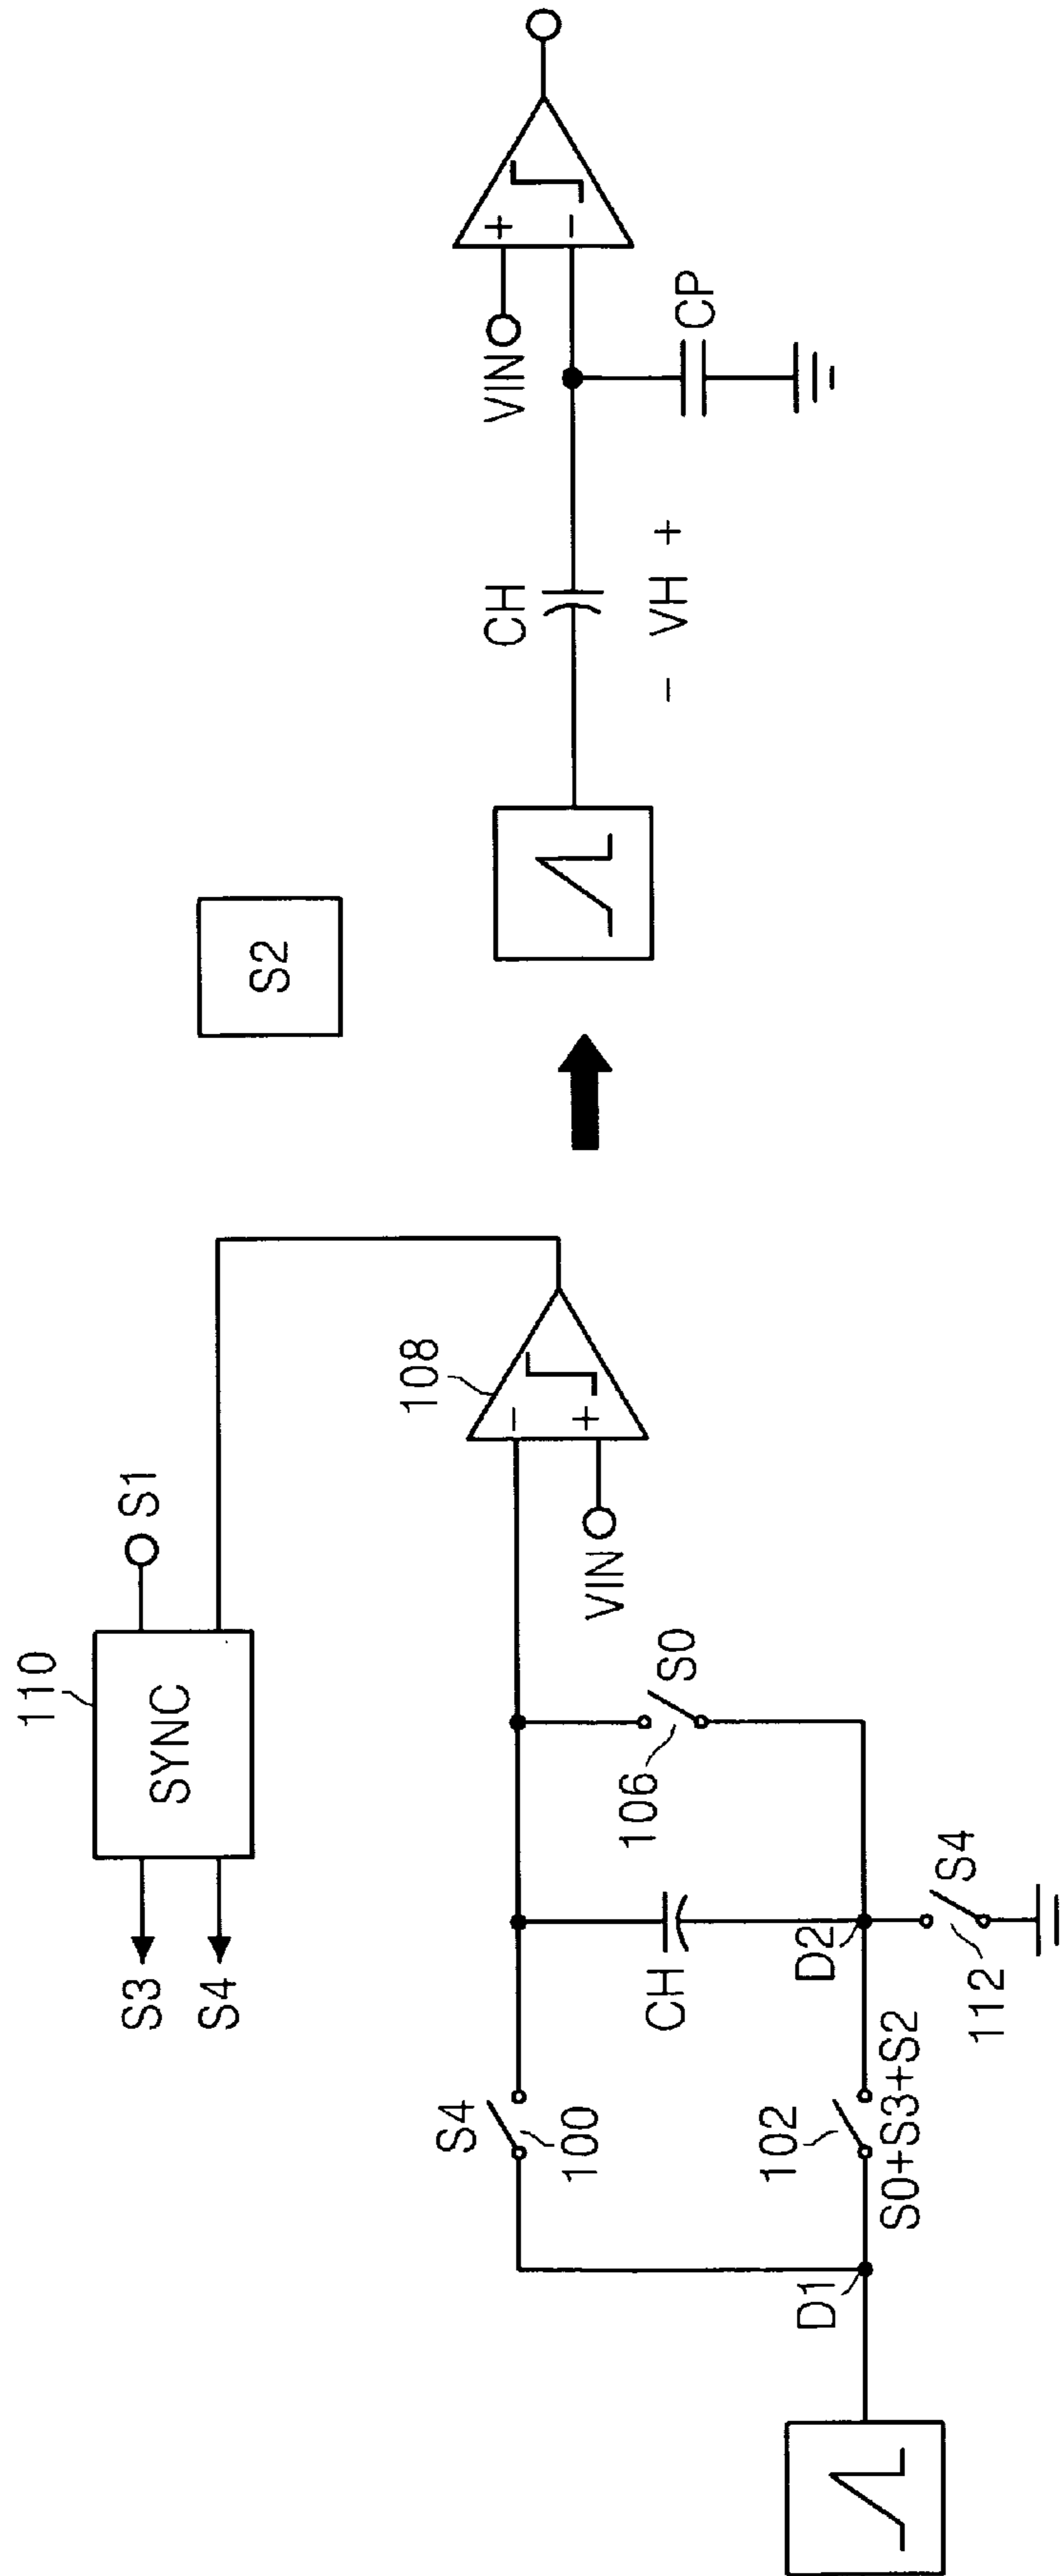 110
SYNC
S1
S3
S4
108
-
+
VIN
S4
100
CH
106
S0
D1
102
S0+S3+S2
D2
112
S4
S2
CH
- VH +
VIN
+
-
CP